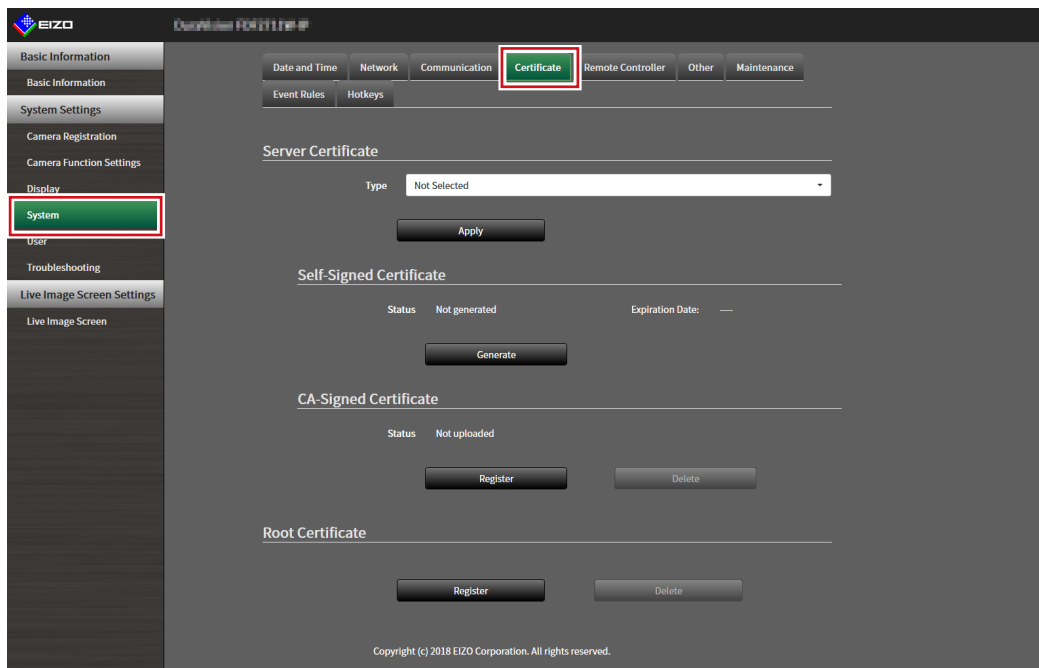 EIZO
Basic Information
Basic Information
System Settings
Camera Registration
Camera Function Settings
Display
System
User
Troubleshooting
Live Image Screen Settings
Live Image Screen
Date and Time Network Communication Certificate Remote Controller Other Maintenance
Event Rules Hotkeys
Server Certificate
Type Not Selected
Apply
Self-Signed Certificate
Status Not generated Expiration Date: ----
Generate
CA-Signed Certificate
Status Not uploaded
Register Delete
Root Certificate
Register Delete
Copyright (c) 2018 EIZO Corporation. All rights reserved.